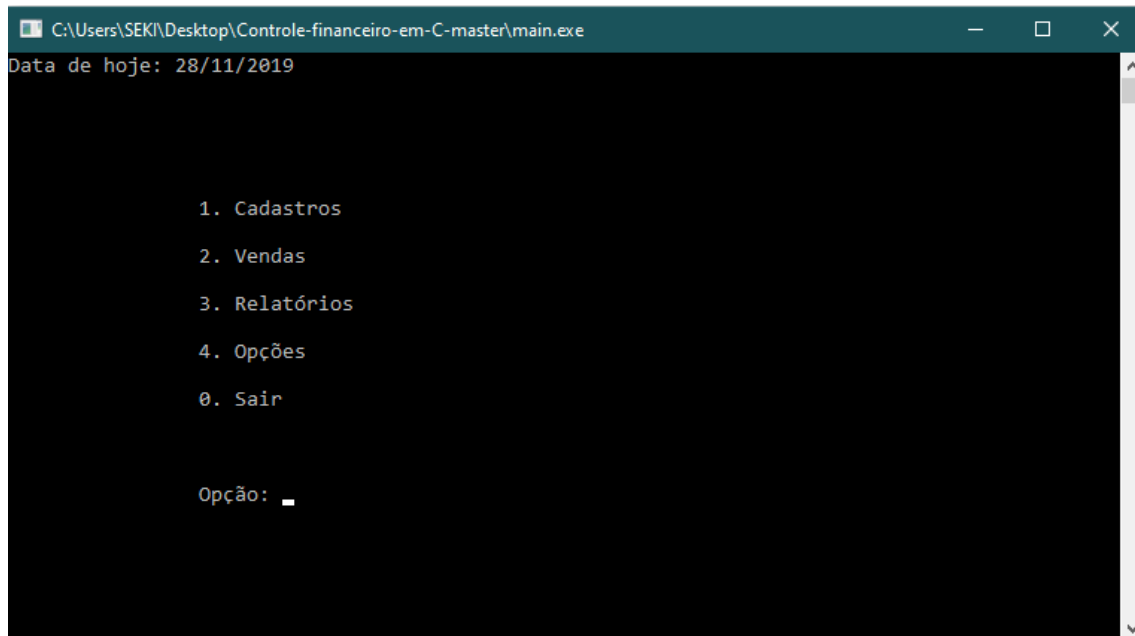 C:\Users\SEKI\Desktop\Controle-financeiro-em-C-master\main.exe
Data de hoje: 28/11/2019
1. Cadastros
2. Vendas
3. Relatórios
4. Opções
0. Sair
Opção: